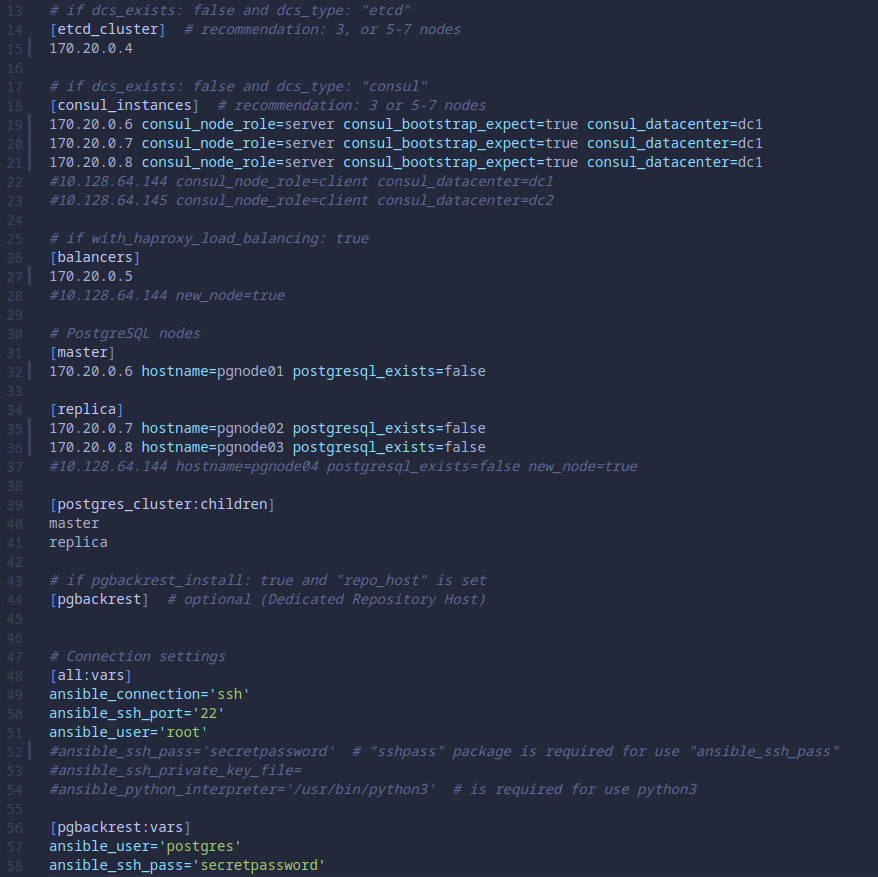 13 # if dcs_exists: false and dcs_type: "etcd"
14 [etcd_cluster]  # recommendation: 3, or 5-7 nodes
15 170.20.0.4
16
17 # if dcs_exists: false and dcs_type: "consul"
18 [consul_instances]  # recommendation: 3 or 5-7 nodes
19 170.20.0.6 consul_node_role=server consul_bootstrap_expect=true consul_datacenter=dc1
20 170.20.0.7 consul_node_role=server consul_bootstrap_expect=true consul_datacenter=dc1
21 170.20.0.8 consul_node_role=server consul_bootstrap_expect=true consul_datacenter=dc1
22 #10.128.64.144 consul_node_role=client consul_datacenter=dc1
23 #10.128.64.145 consul_node_role=client consul_datacenter=dc2
24
25 # if with_haproxy_load_balancing: true
26 [balancers]
27 170.20.0.5
28 #10.128.64.144 new_node=true
29
30 # PostgreSQL nodes
31 [master]
32 170.20.0.6 hostname=pgnode01 postgresql_exists=false
33
34 [replica]
35 170.20.0.7 hostname=pgnode02 postgresql_exists=false
36 170.20.0.8 hostname=pgnode03 postgresql_exists=false
37 #10.128.64.144 hostname=pgnode04 postgresql_exists=false new_node=true
38
39 [postgres_cluster:children]
40 master
41 replica
42
43 # if pgbackrest_install: true and "repo_host" is set
44 [pgbackrest]  # optional (Dedicated Repository Host)
45
46
47 # Connection settings
48 [all:vars]
49 ansible_connection='ssh'
50 ansible_ssh_port='22'
51 ansible_user='root'
52 #ansible_ssh_pass='secretpassword'  # "sshpass" package is required for use "ansible_ssh_pass"
53 #ansible_ssh_private_key_file=
54 #ansible_python_interpreter='/usr/bin/python3'  # is required for use python3
55
56 [pgbackrest:vars]
57 ansible_user='postgres'
58 ansible_ssh_pass='secretpassword'